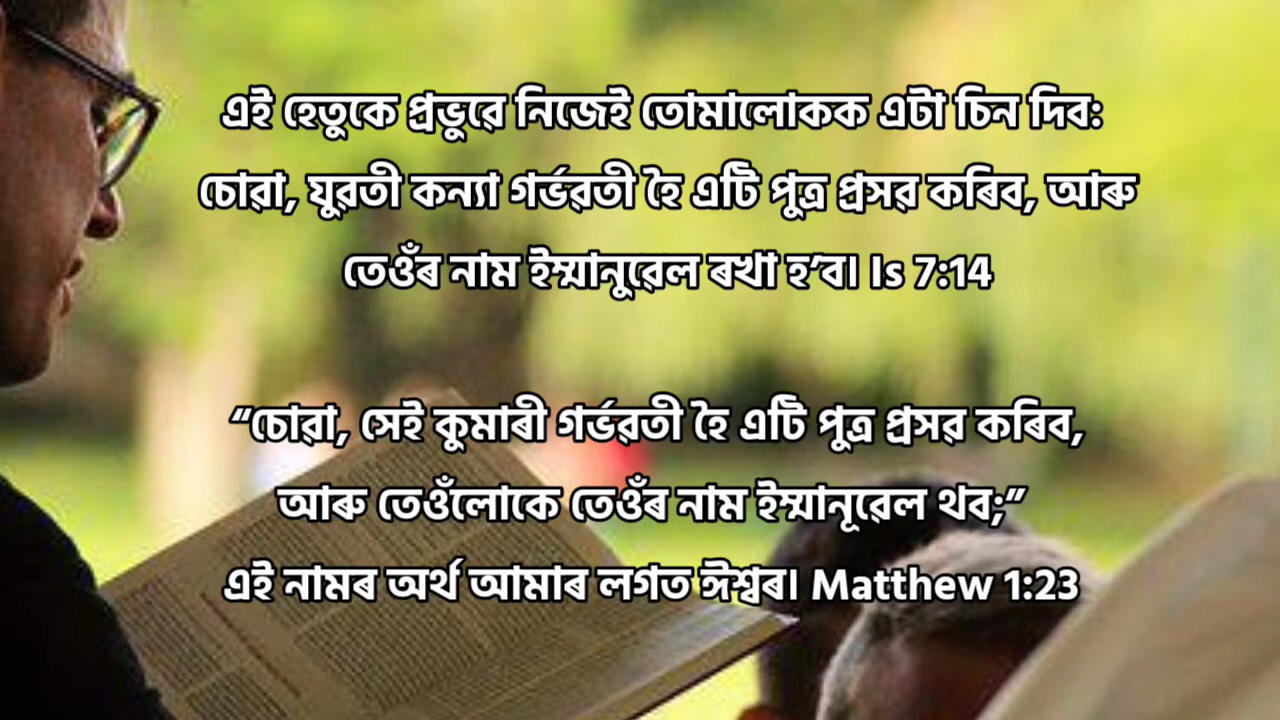 এই হেতুকে প্ৰভুৱে নিজেই তোমালোকক এটা চিন দিব:
চোৱা, যুৱতী কন্যা গৰ্ভৱতী হৈ এটি পুত্ৰ প্ৰসৱ কৰিব, আৰু
তেওঁৰ নাম ইম্মানুৱেল ৰখা হ’ব। Is 7:14
“চোৱা, সেই কুমাৰী গৰ্ভৱতী হৈ এটি পুত্ৰ প্ৰসৱ কৰিব,
আৰু তেওঁলোকে তেওঁৰ নাম ইম্মানূৱেল থব;”
এই নামৰ অৰ্থ আমাৰ লগত ঈশ্বৰ। Matthew 1:23